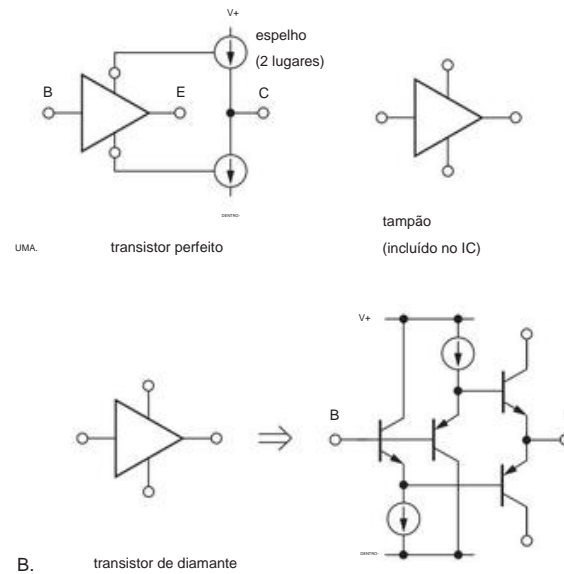 V+
espelho
(2 lugares)
B
E
C
DENTRO-
tampão
(incluído no IC)
UMA.
transistor perfeito
V+
B
DENTRO-
B.
transistor de diamante